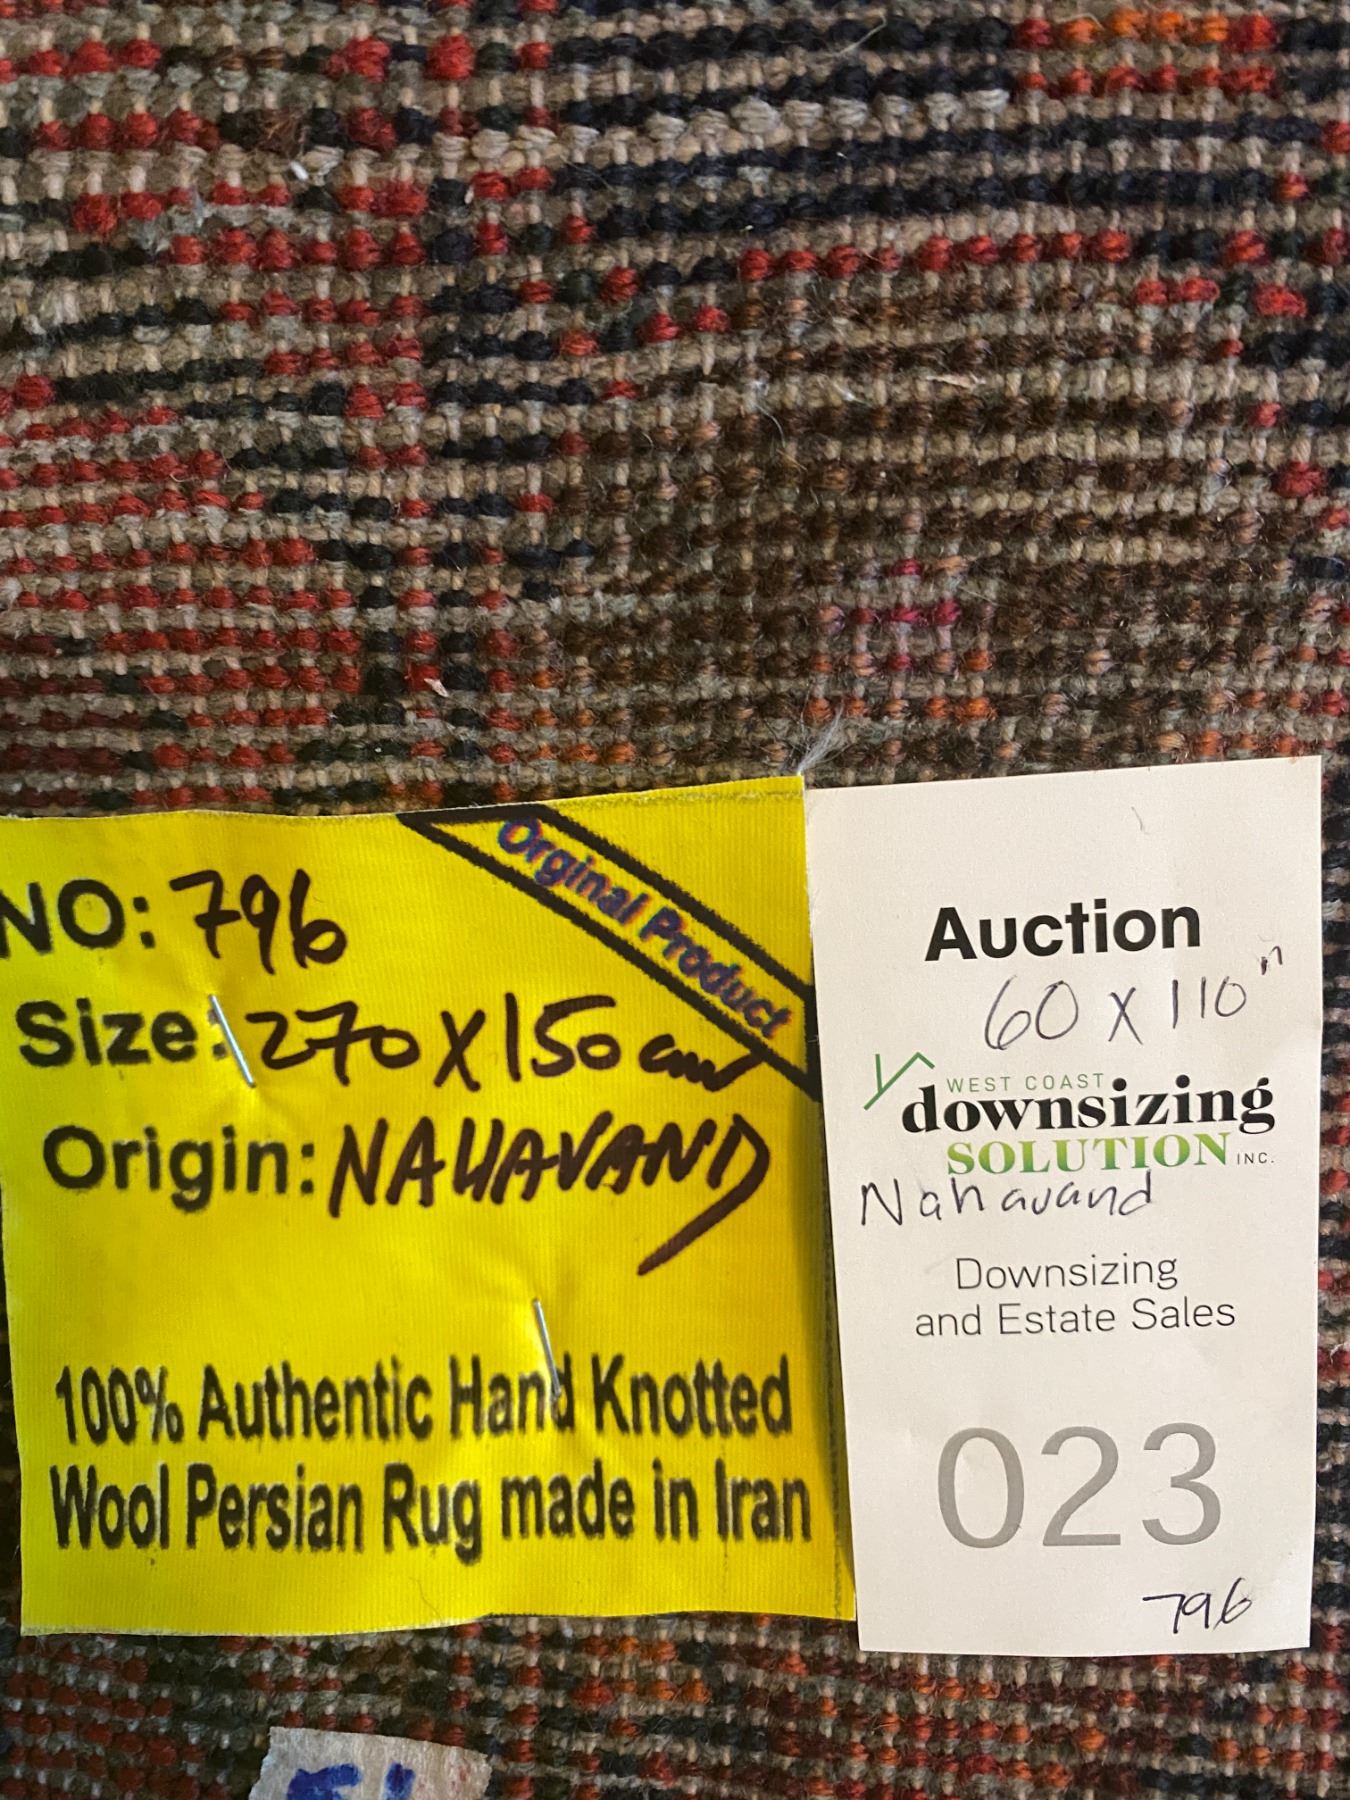 Orginal Product
NO: 796
Size: 270 X 150 cm
Origin: NAHAVAND
100% Authentic Hand Knotted
Wool Persian Rug made in Iran
Auction
60 X 110"
WEST COAST
downsizing
SOLUTION INC.
Nahavand
Downsizing
and Estate Sales
023
796